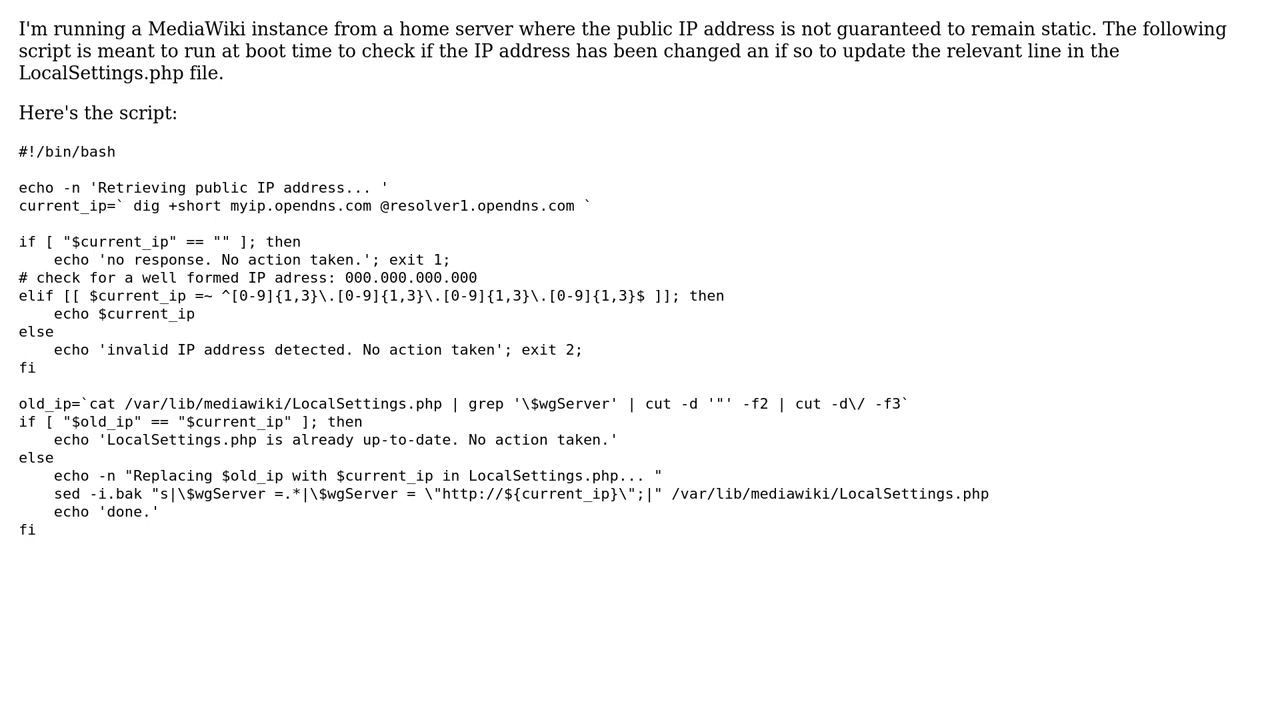 I'm running a MediaWiki instance from a home server where the public IP address is not guaranteed to remain static. The following
script is meant to run at boot time to check if the IP address has been changed an if so to update the relevant line in the
LocalSettings.php file.
Here's the script:
#!/bin/bash
echo -n 'Retrieving public IP address... '
current_ip=` dig +short myip.opendns.com @resolver1.opendns.com `
if [ "$current_ip" == "" ]; then
    echo 'no response. No action taken.'; exit 1;
# check for a well formed IP adress: 000.000.000.000
elif [[ $current_ip =~ ^[0-9]{1,3}\.[0-9]{1,3}\.[0-9]{1,3}\.[0-9]{1,3}$ ]]; then
    echo $current_ip
else
    echo 'invalid IP address detected. No action taken'; exit 2;
fi
old_ip=`cat /var/lib/mediawiki/LocalSettings.php | grep '\$wgServer' | cut -d '"' -f2 | cut -d\/ -f3`
if [ "$old_ip" == "$current_ip" ]; then
    echo 'LocalSettings.php is already up-to-date. No action taken.'
else
    echo -n "Replacing $old_ip with $current_ip in LocalSettings.php... "
    sed -i.bak "s|\$wgServer =.*|\$wgServer = \"http://${current_ip}\";|" /var/lib/mediawiki/LocalSettings.php
    echo 'done.'
fi